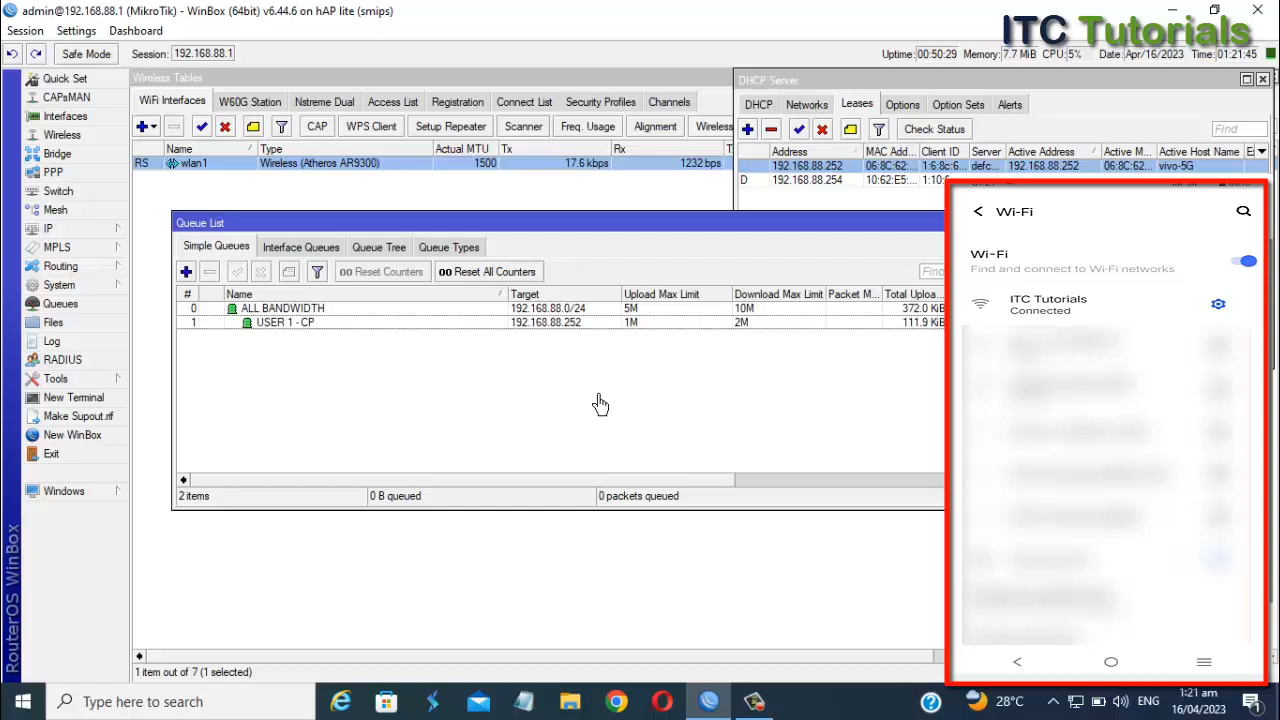 admin@192.168.88.1 (MikroTik) - WinBox (64bit) v6.44.6 on hAP lite (smips)
ITC Tutorials
Session Settings Dashboard
Safe Mode Session: 192.168.88.1 Uptime: 00:50:29 Memory: 7.7 MiB CPU: 5% Date: Apr/16/2023 Time: 01:21:45
RouterOS WinBox
Quick Set
CAPsMAN
Interfaces
Wireless
Bridge
PPP
Switch
Mesh
IP
MPLS
Routing
System
Queues
Files
Log
RADIUS
Tools
New Terminal
Make Supout.rif
New WinBox
Exit
Windows
Wireless Tables
WiFi Interfaces W60G Station Nstreme Dual Access List Registration Connect List Security Profiles Channels
CAP WPS Client Setup Repeater Scanner Freq. Usage Alignment Wireless
Name Type Actual MTU Tx Rx
RS wlan1 Wireless (Atheros AR9300) 1500 17.6 kbps 1232 bps
1 item out of 7 (1 selected)
DHCP Server
DHCP Networks Leases Options Option Sets Alerts
Check Status Find
Address MAC Add... Client ID Server Active Address Active M... Active Host Name
192.168.88.252 06:8C:62:... 1:6:8c:6... defc... 192.168.88.252 06:8C:62... vivo-5G
D 192.168.88.254 10:62:E5:...
Queue List
Simple Queues Interface Queues Queue Tree Queue Types
00 Reset Counters 00 Reset All Counters Find
# Name Target Upload Max Limit Download Max Limit Packet M... Total Uploa...
0 ALL BANDWIDTH 192.168.88.0/24 5M 10M 372.0 KiB
1 USER 1 - CP 192.168.88.252 1M 2M 111.9 KiB
2 items 0 B queued 0 packets queued
Wi-Fi
Wi-Fi
Find and connect to Wi-Fi networks
ITC Tutorials
Connected
Type here to search
28°C ENG 1:21 am
16/04/2023